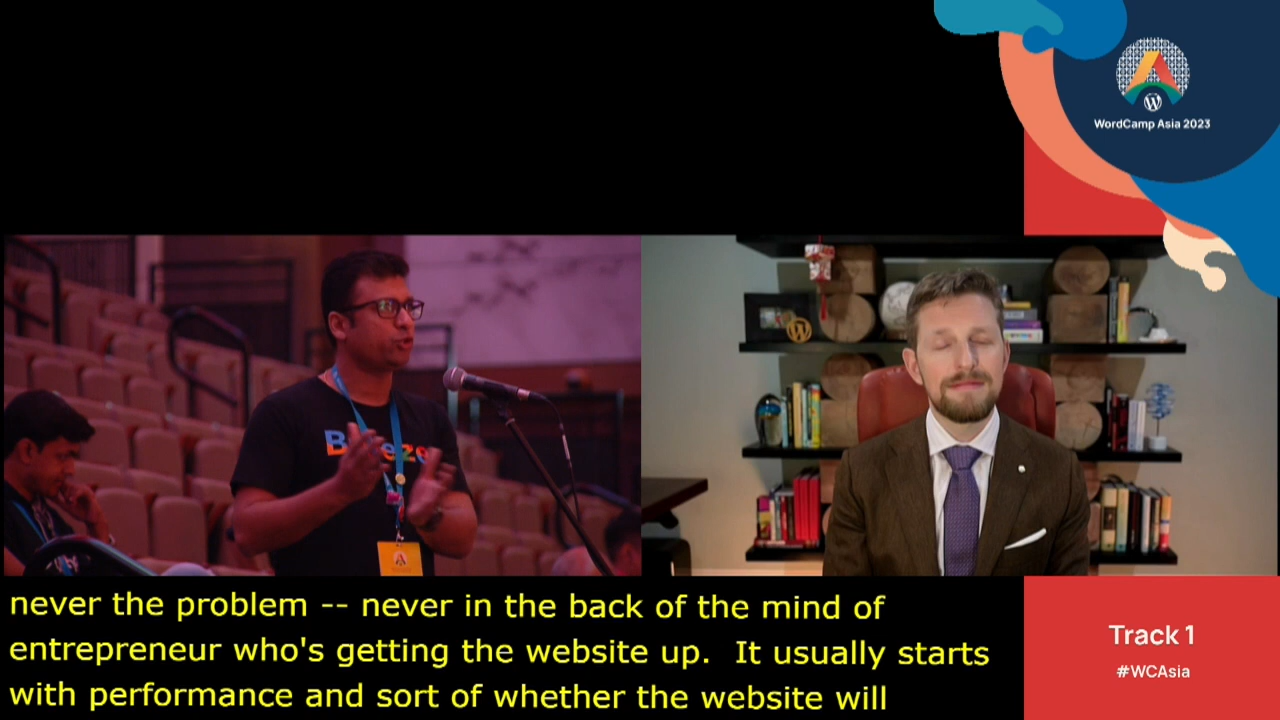 WordCamp Asia 2023
never the problem -- never in the back of the mind of
entrepreneur who's getting the website up.  It usually starts
with performance and sort of whether the website will
Track 1
#WCAsia